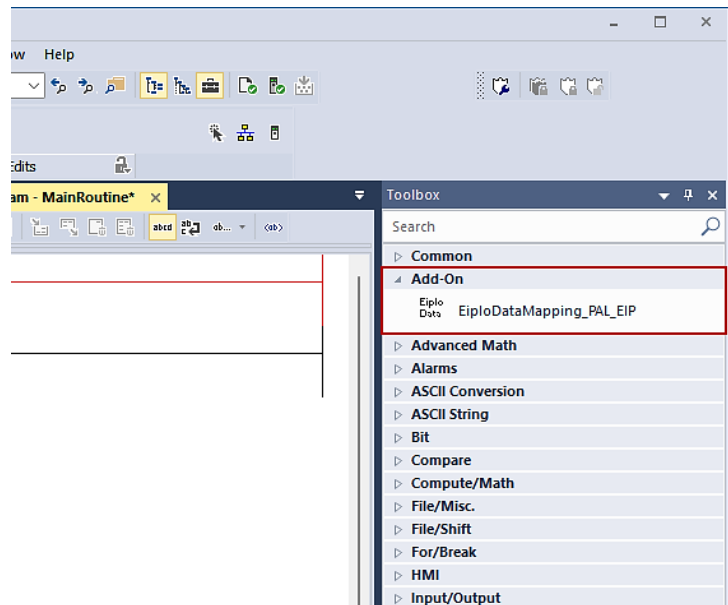 ow Help
Edits
am - MainRoutine*
abcd
ab
ab...
<ab>
Toolbox
Search
Common
Add-On
Eiplo
Data
EiploDataMapping_PAL_EIP
Advanced Math
Alarms
ASCII Conversion
ASCII String
Bit
Compare
Compute/Math
File/Misc.
File/Shift
For/Break
HMI
Input/Output